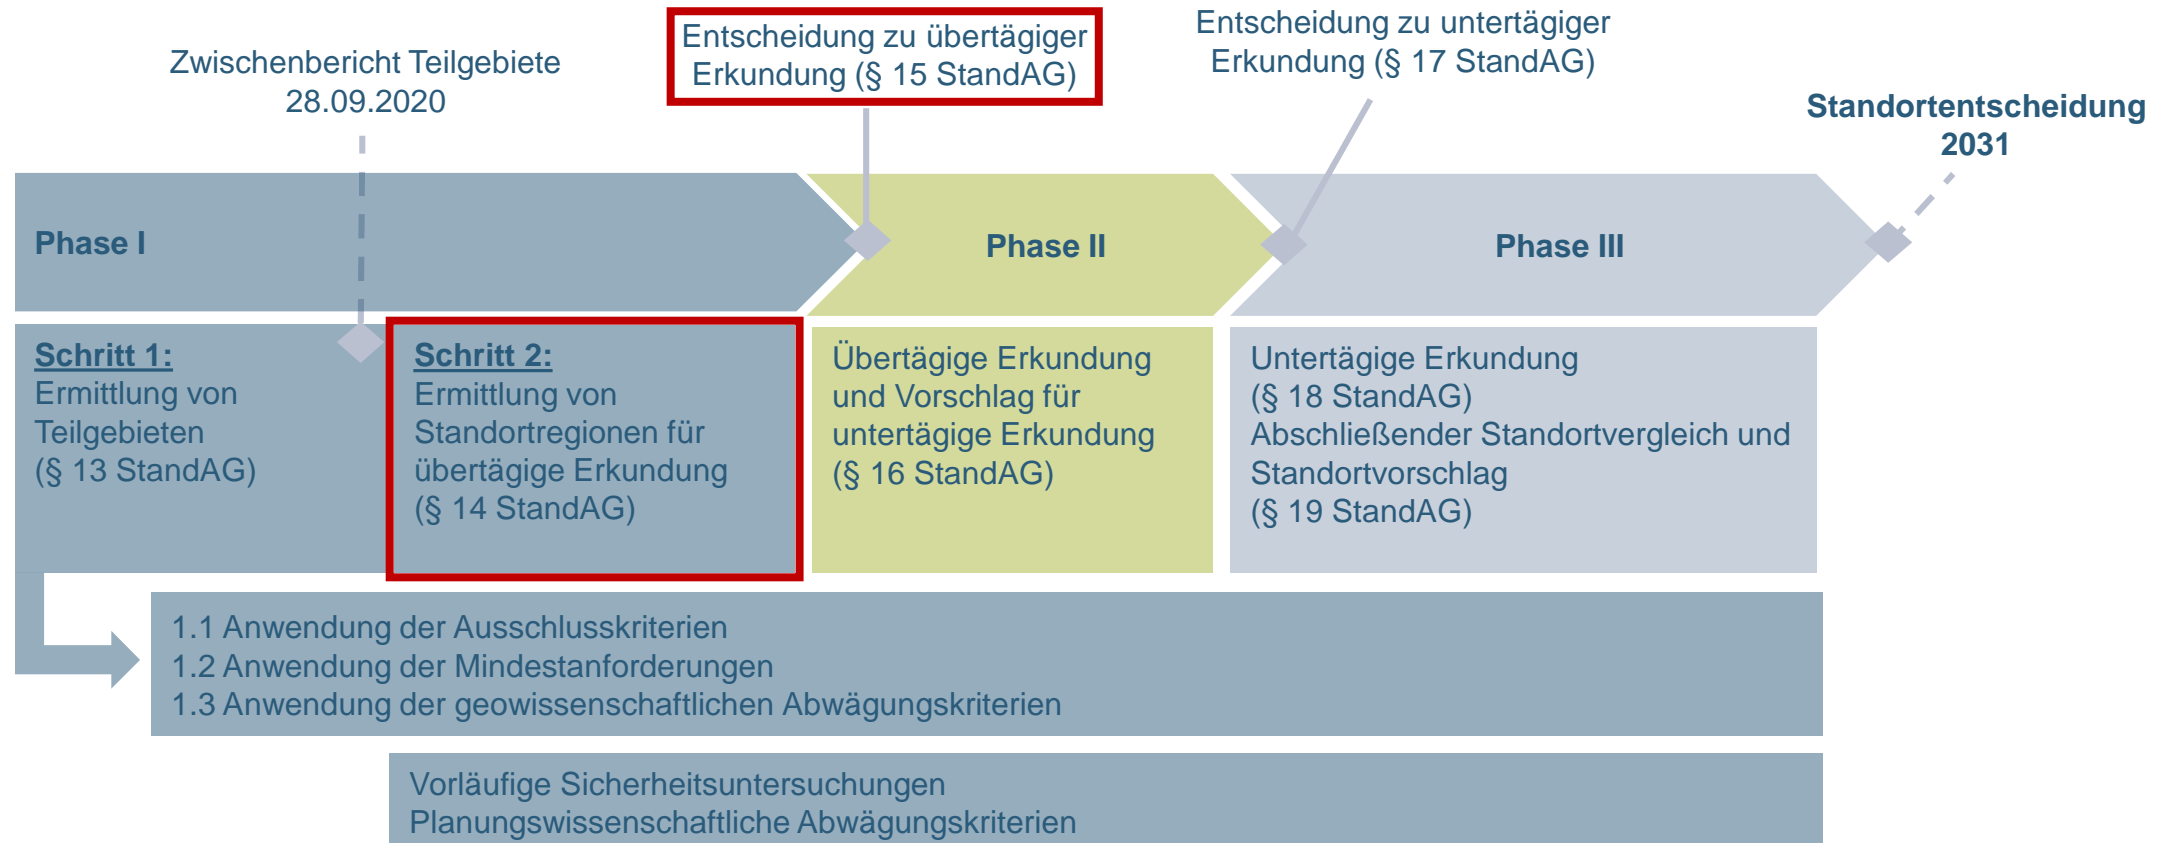 Zwischenbericht Teilgebiete
28.09.2020
Entscheidung zu übertägiger
Erkundung (§ 15 StandAG)
Entscheidung zu untertägiger
Erkundung (§ 17 StandAG)
Standortentscheidung
2031
Phase I
Phase II
Phase III
Schritt 1:
Ermittlung von
Teilgebieten
(§ 13 StandAG)
Schritt 2:
Ermittlung von
Standortregionen für
übertägige Erkundung
(§ 14 StandAG)
Übertägige Erkundung
und Vorschlag für
untertägige Erkundung
(§ 16 StandAG)
Untertägige Erkundung
(§ 18 StandAG)
Abschließender Standortvergleich und
Standortvorschlag
(§ 19 StandAG)
1.1 Anwendung der Ausschlusskriterien
1.2 Anwendung der Mindestanforderungen
1.3 Anwendung der geowissenschaftlichen Abwägungskriterien
Vorläufige Sicherheitsuntersuchungen
Planungswissenschaftliche Abwägungskriterien